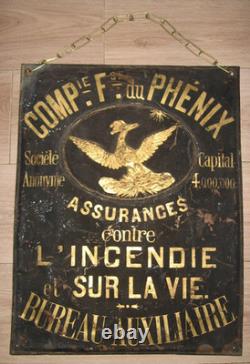 COMPIE. FSE du PHÉNIX
Société Anonyme
Capital 4,000,000.
ASSURANCES
contre
L'INCENDIE
et SUR LA VIE.
BUREAU AUXILIAIRE